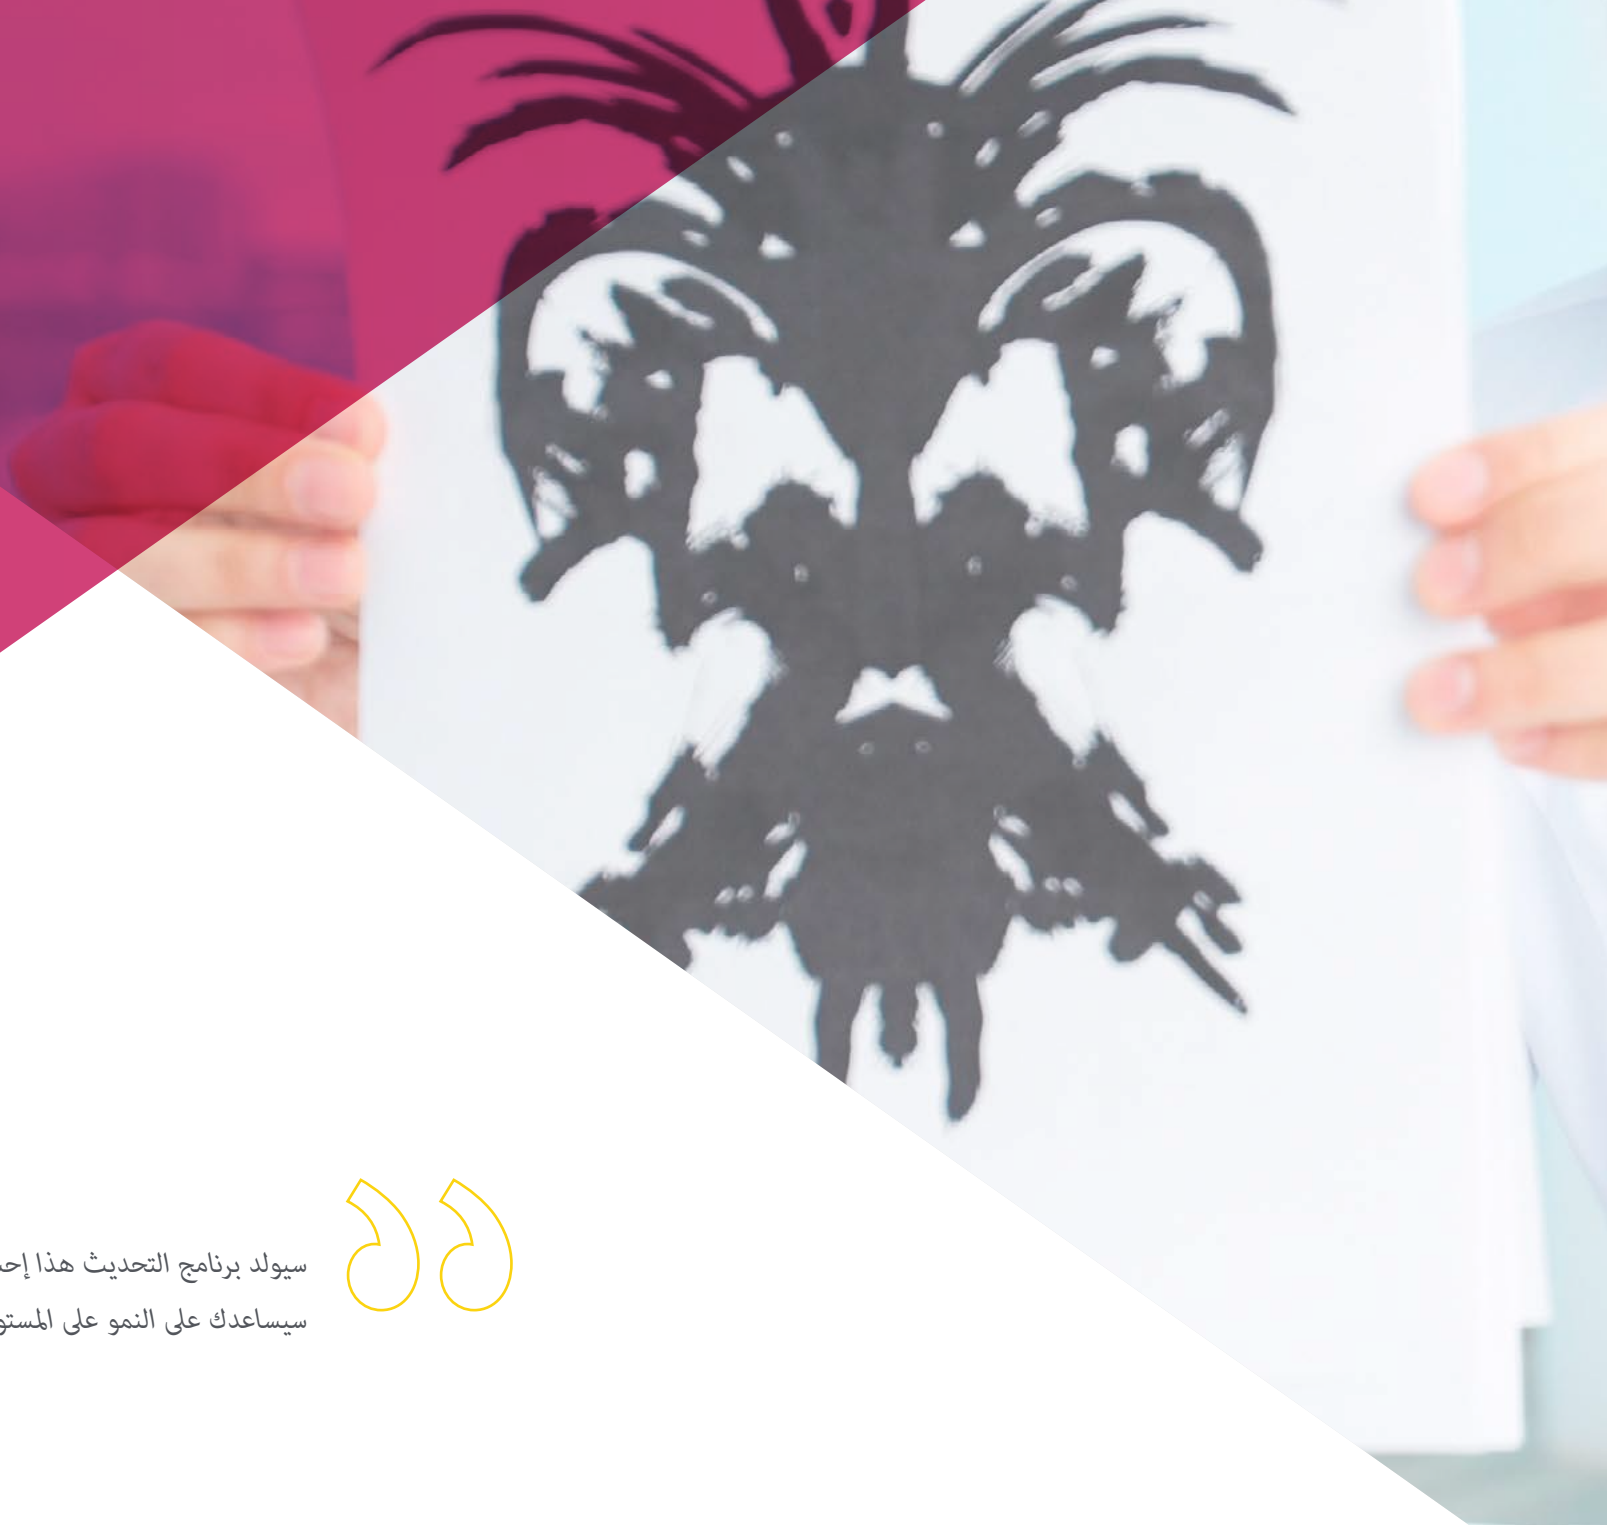 سيولد برنامج التحديث هذا
سيساعدك على النمو على